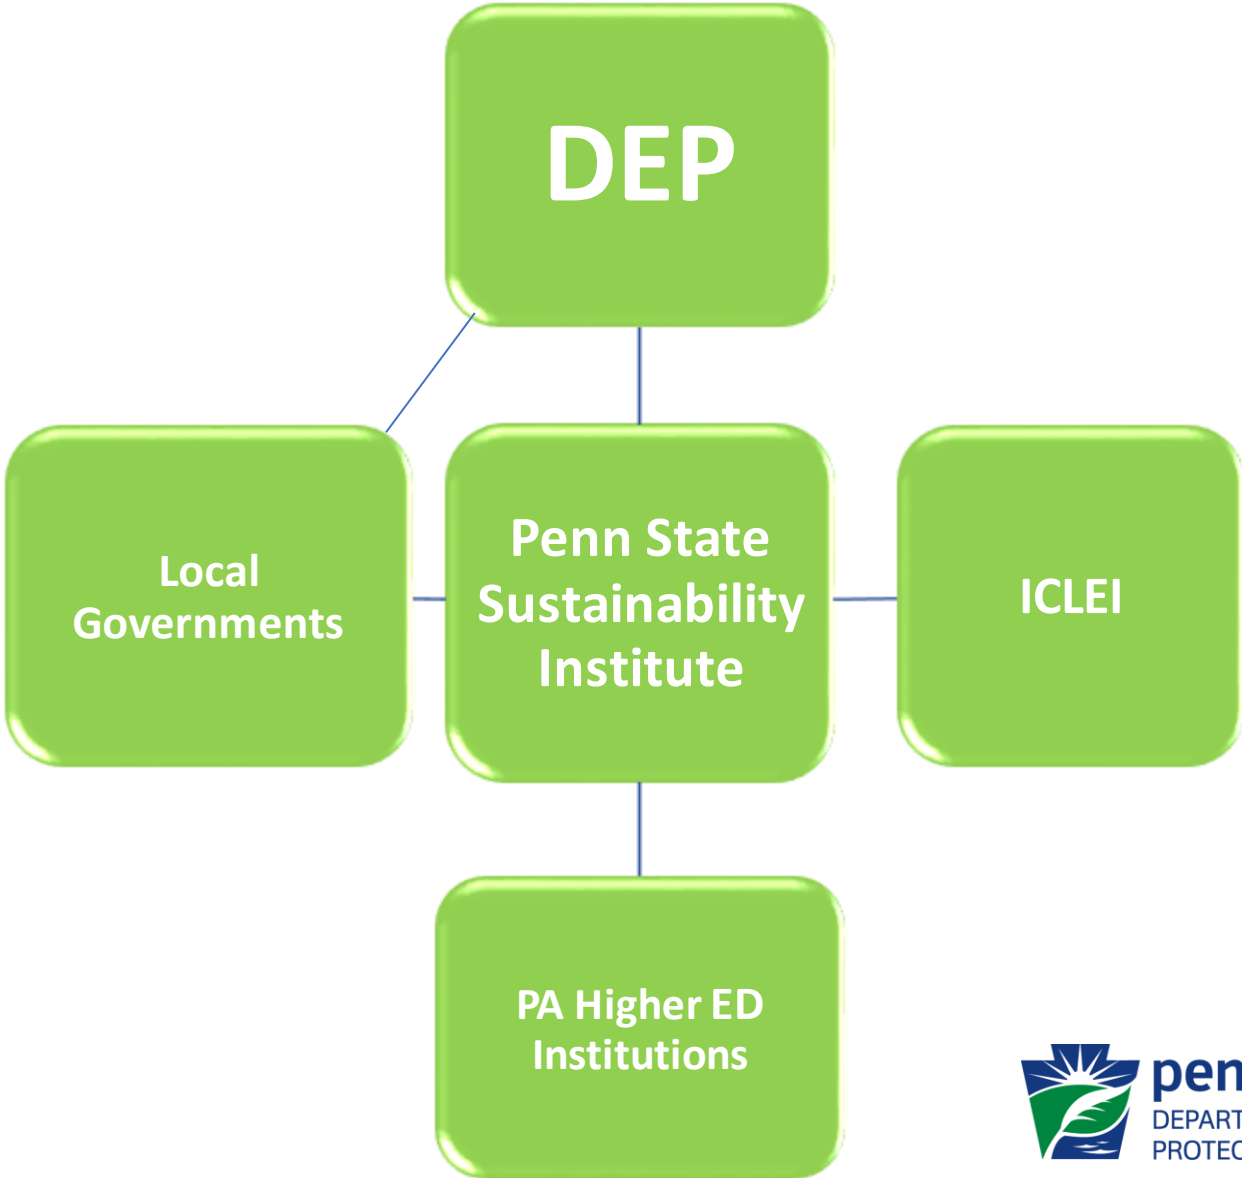 DEP
Local
Governments
Penn State
Sustainability
Institute
ICLEI
PA Higher ED
Institutions
pen
DEPART
PROTEC